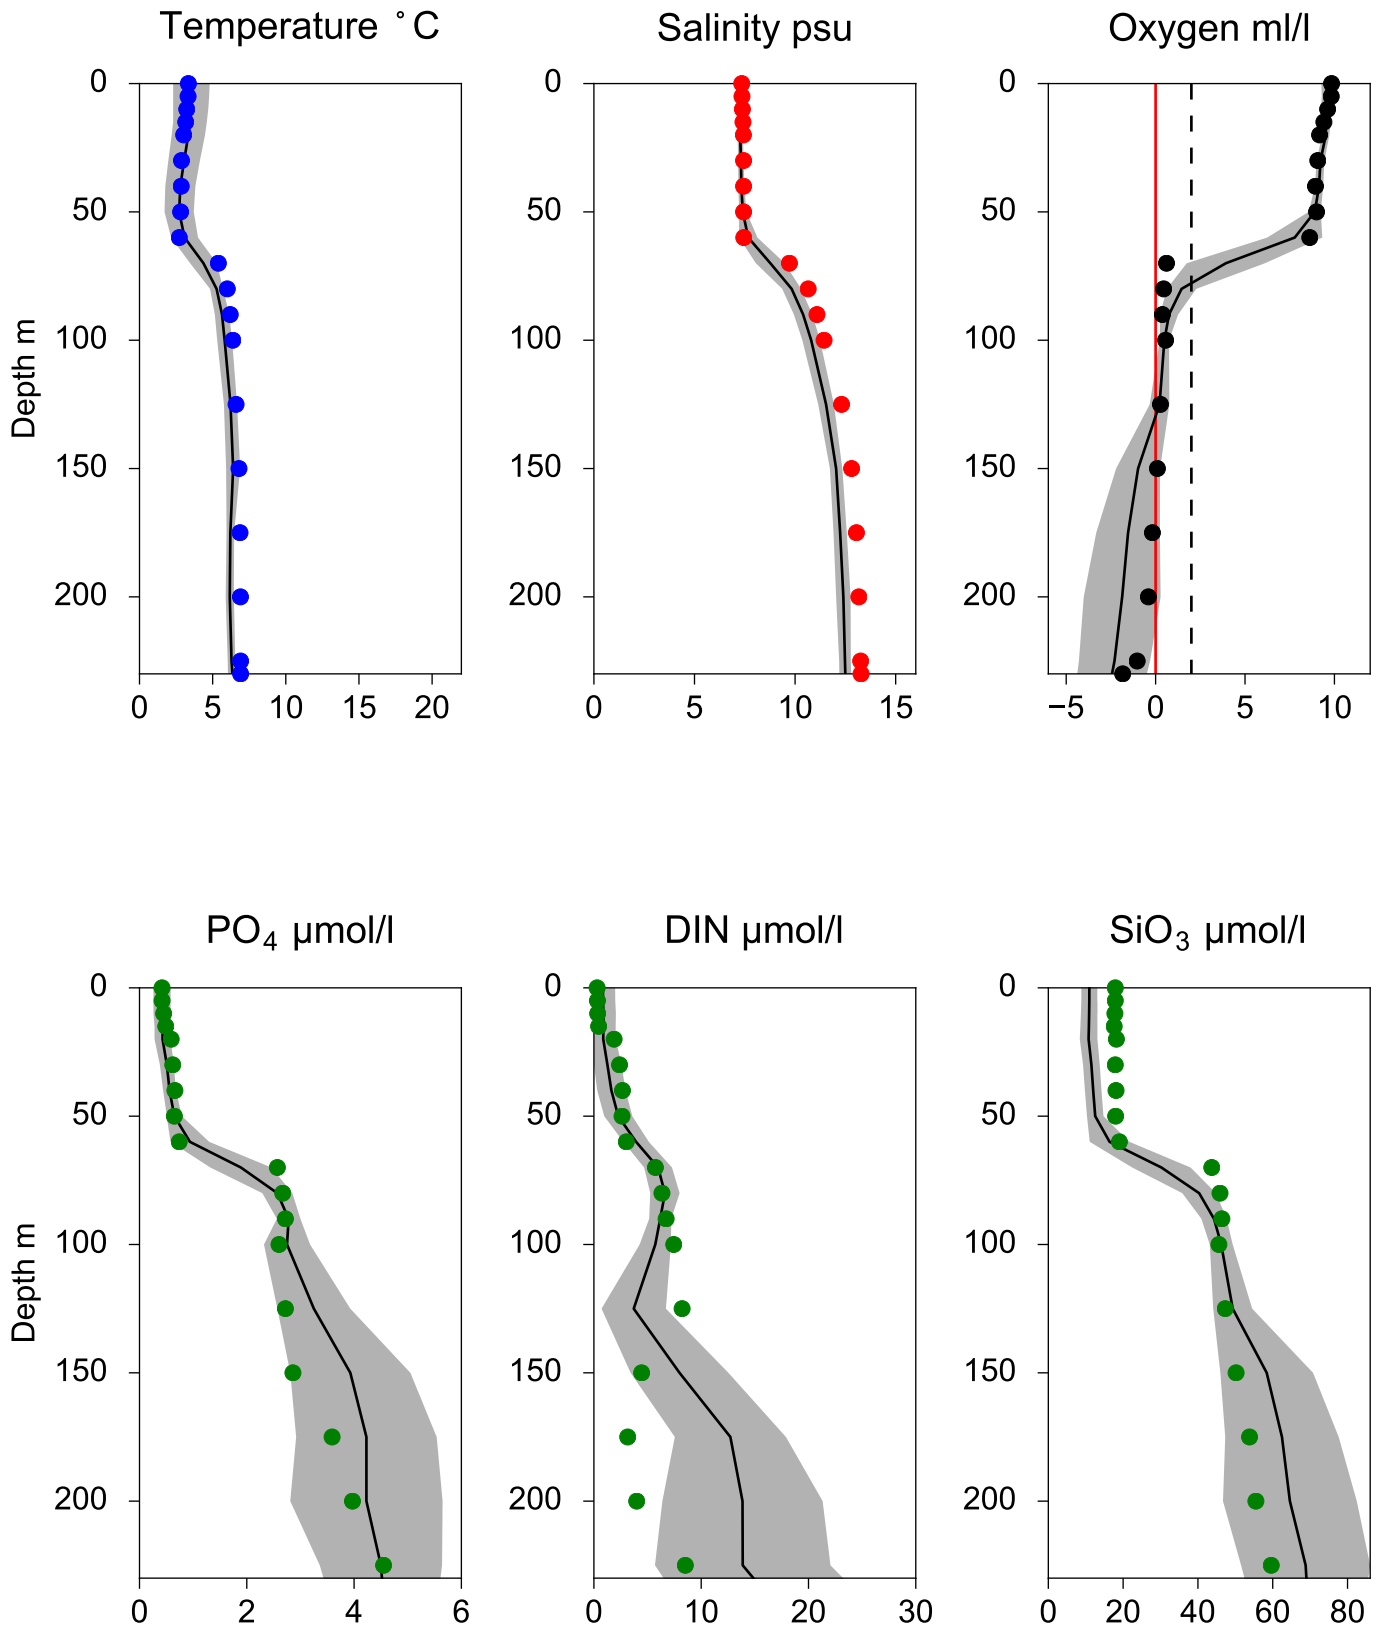 Temperature °C
Salinity psu
Oxygen ml/l
0
50
100
150
200
Depth m
0 5 10 15 20
0
50
100
150
200
0 5 10 15
0
50
100
150
200
−5 0 5 10
PO₄ µmol/l
DIN µmol/l
SiO₃ µmol/l
0
50
100
150
200
Depth m
0 2 4 6
0
50
100
150
200
0 10 20 30
0
50
100
150
200
0 20 40 60 80